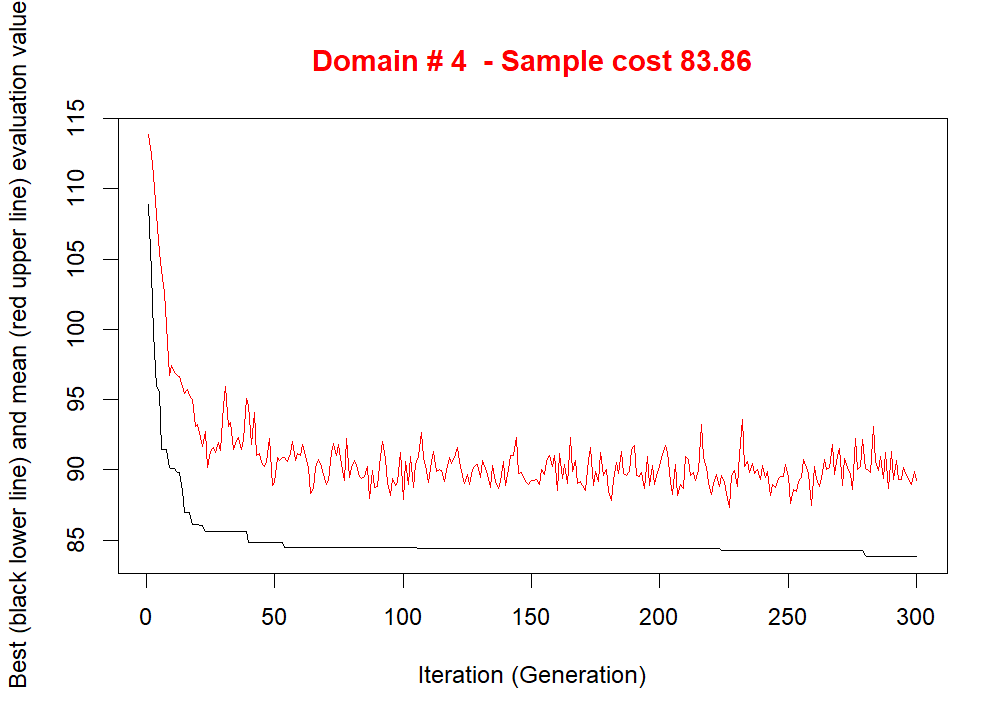 Domain # 4  - Sample cost 83.86
Best (black lower line) and mean (red upper line) evaluation value
115
110
105
100
95
90
85
0 50 100 150 200 250 300
Iteration (Generation)